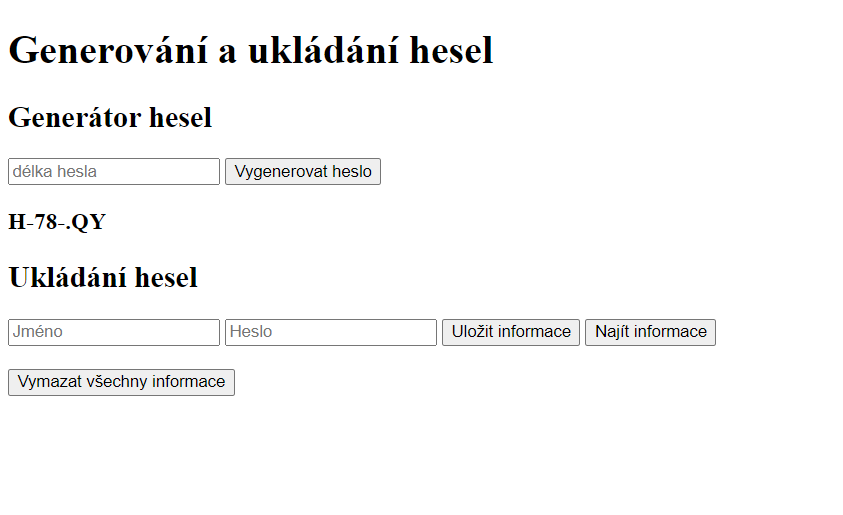 Generování a ukládání hesel
Generátor hesel
délka hesla Vygenerovat heslo
H-78-.QY
Ukládání hesel
Jméno Heslo Uložit informace Najít informace
Vymazat všechny informace